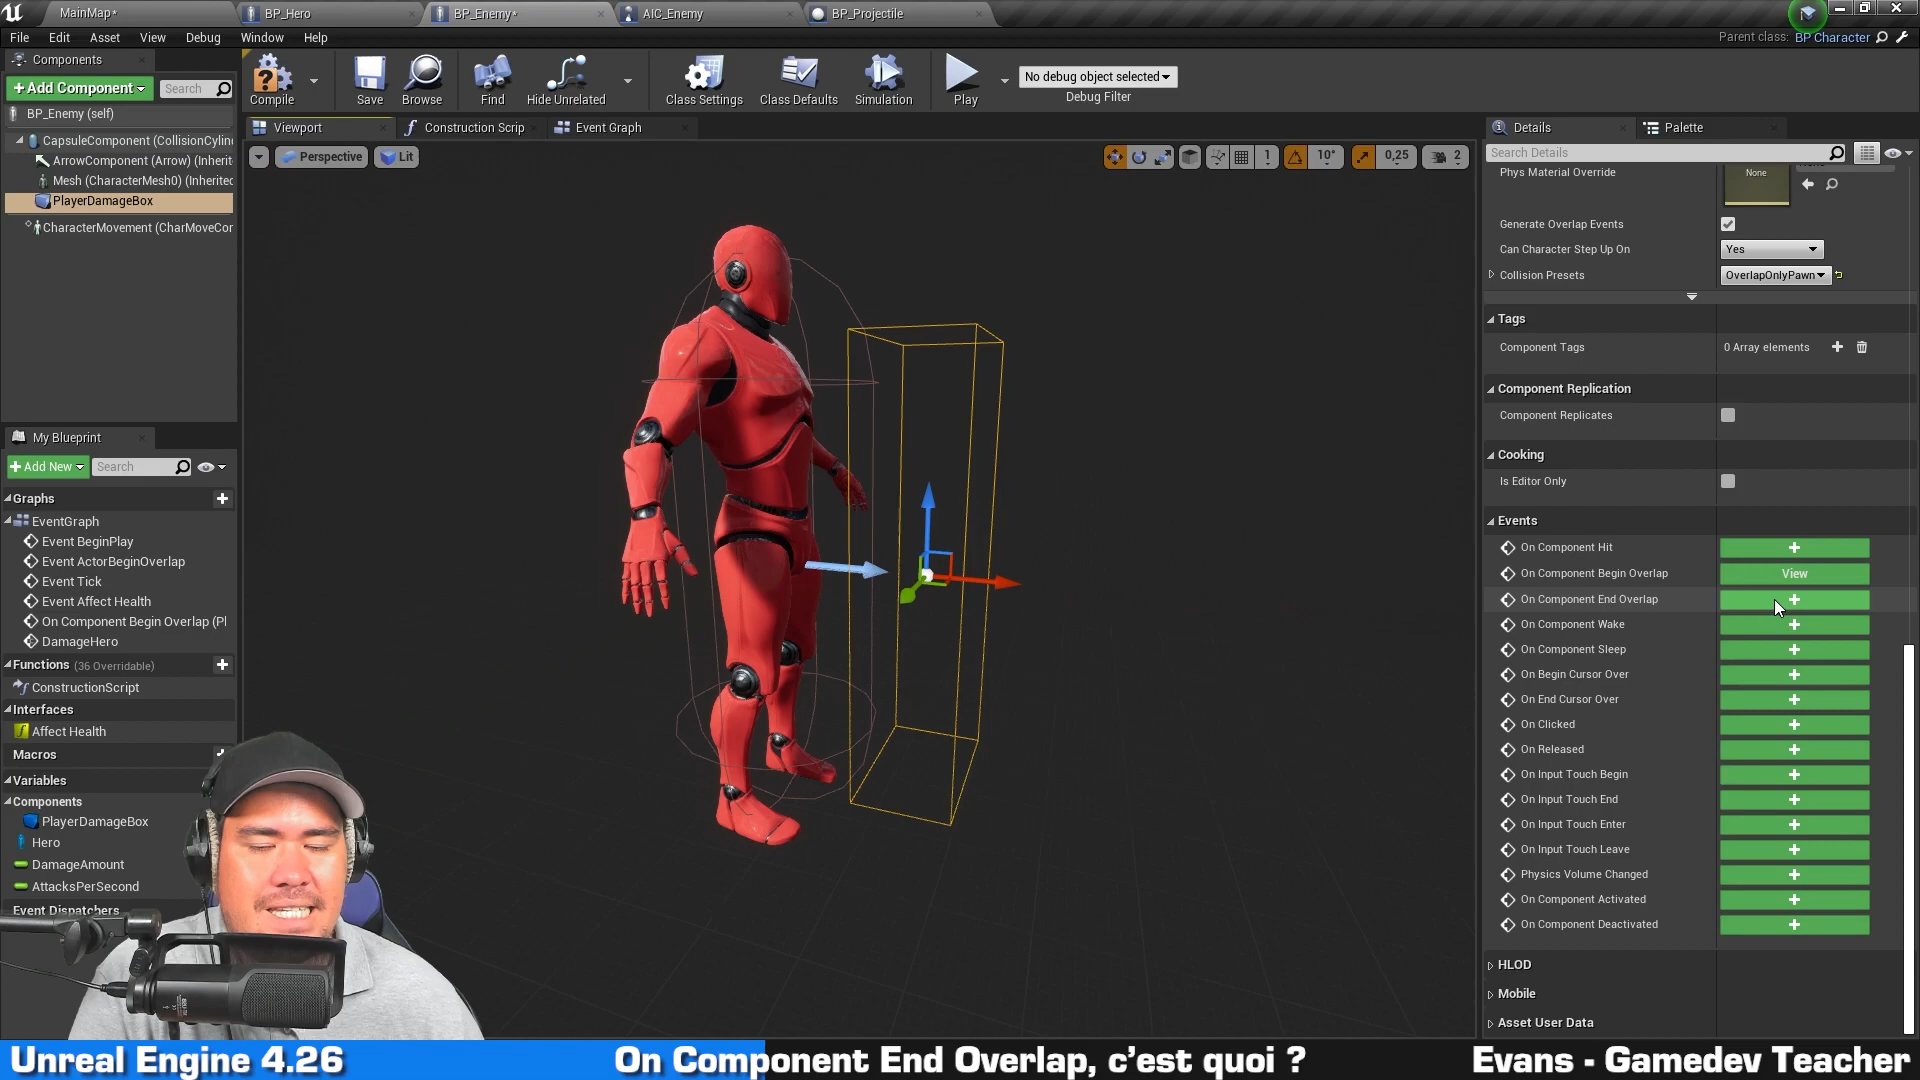 MainMap*
BP_Hero
BP_Enemy*
AIC_Enemy
BP_Projectile
File Edit Asset View Debug Window Help
Parent class: BP Character
Components
+Add Component
Search
BP_Enemy (self)
CapsuleComponent (CollisionCylin
ArrowComponent (Arrow) (Inherit
Mesh (CharacterMesh0) (Inherited
PlayerDamageBox
CharacterMovement (CharMoveCor
Compile
Save
Browse
Find
Hide Unrelated
Class Settings
Class Defaults
Simulation
Play
No debug object selected
Debug Filter
Viewport
Construction Scrip
Event Graph
Perspective
Lit
1
10°
0,25
2
My Blueprint
+Add New
Search
Graphs
EventGraph
Event BeginPlay
Event ActorBeginOverlap
Event Tick
Event Affect Health
On Component Begin Overlap (Pl
DamageHero
Functions (36 Overridable)
ConstructionScript
Interfaces
Affect Health
Macros
Variables
Components
PlayerDamageBox
Hero
DamageAmount
AttacksPerSecond
Event Dispatchers
Details
Palette
Search Details
Phys Material Override
None
Generate Overlap Events
Can Character Step Up On
Yes
Collision Presets
OverlapOnlyPawn
Tags
Component Tags
0 Array elements
Component Replication
Component Replicates
Cooking
Is Editor Only
Events
On Component Hit
On Component Begin Overlap
View
On Component End Overlap
On Component Wake
On Component Sleep
On Begin Cursor Over
On End Cursor Over
On Clicked
On Released
On Input Touch Begin
On Input Touch End
On Input Touch Enter
On Input Touch Leave
Physics Volume Changed
On Component Activated
On Component Deactivated
HLOD
Mobile
Asset User Data
Unreal Engine 4.26
On Component End Overlap, c'est quoi ?
Evans - Gamedev Teacher